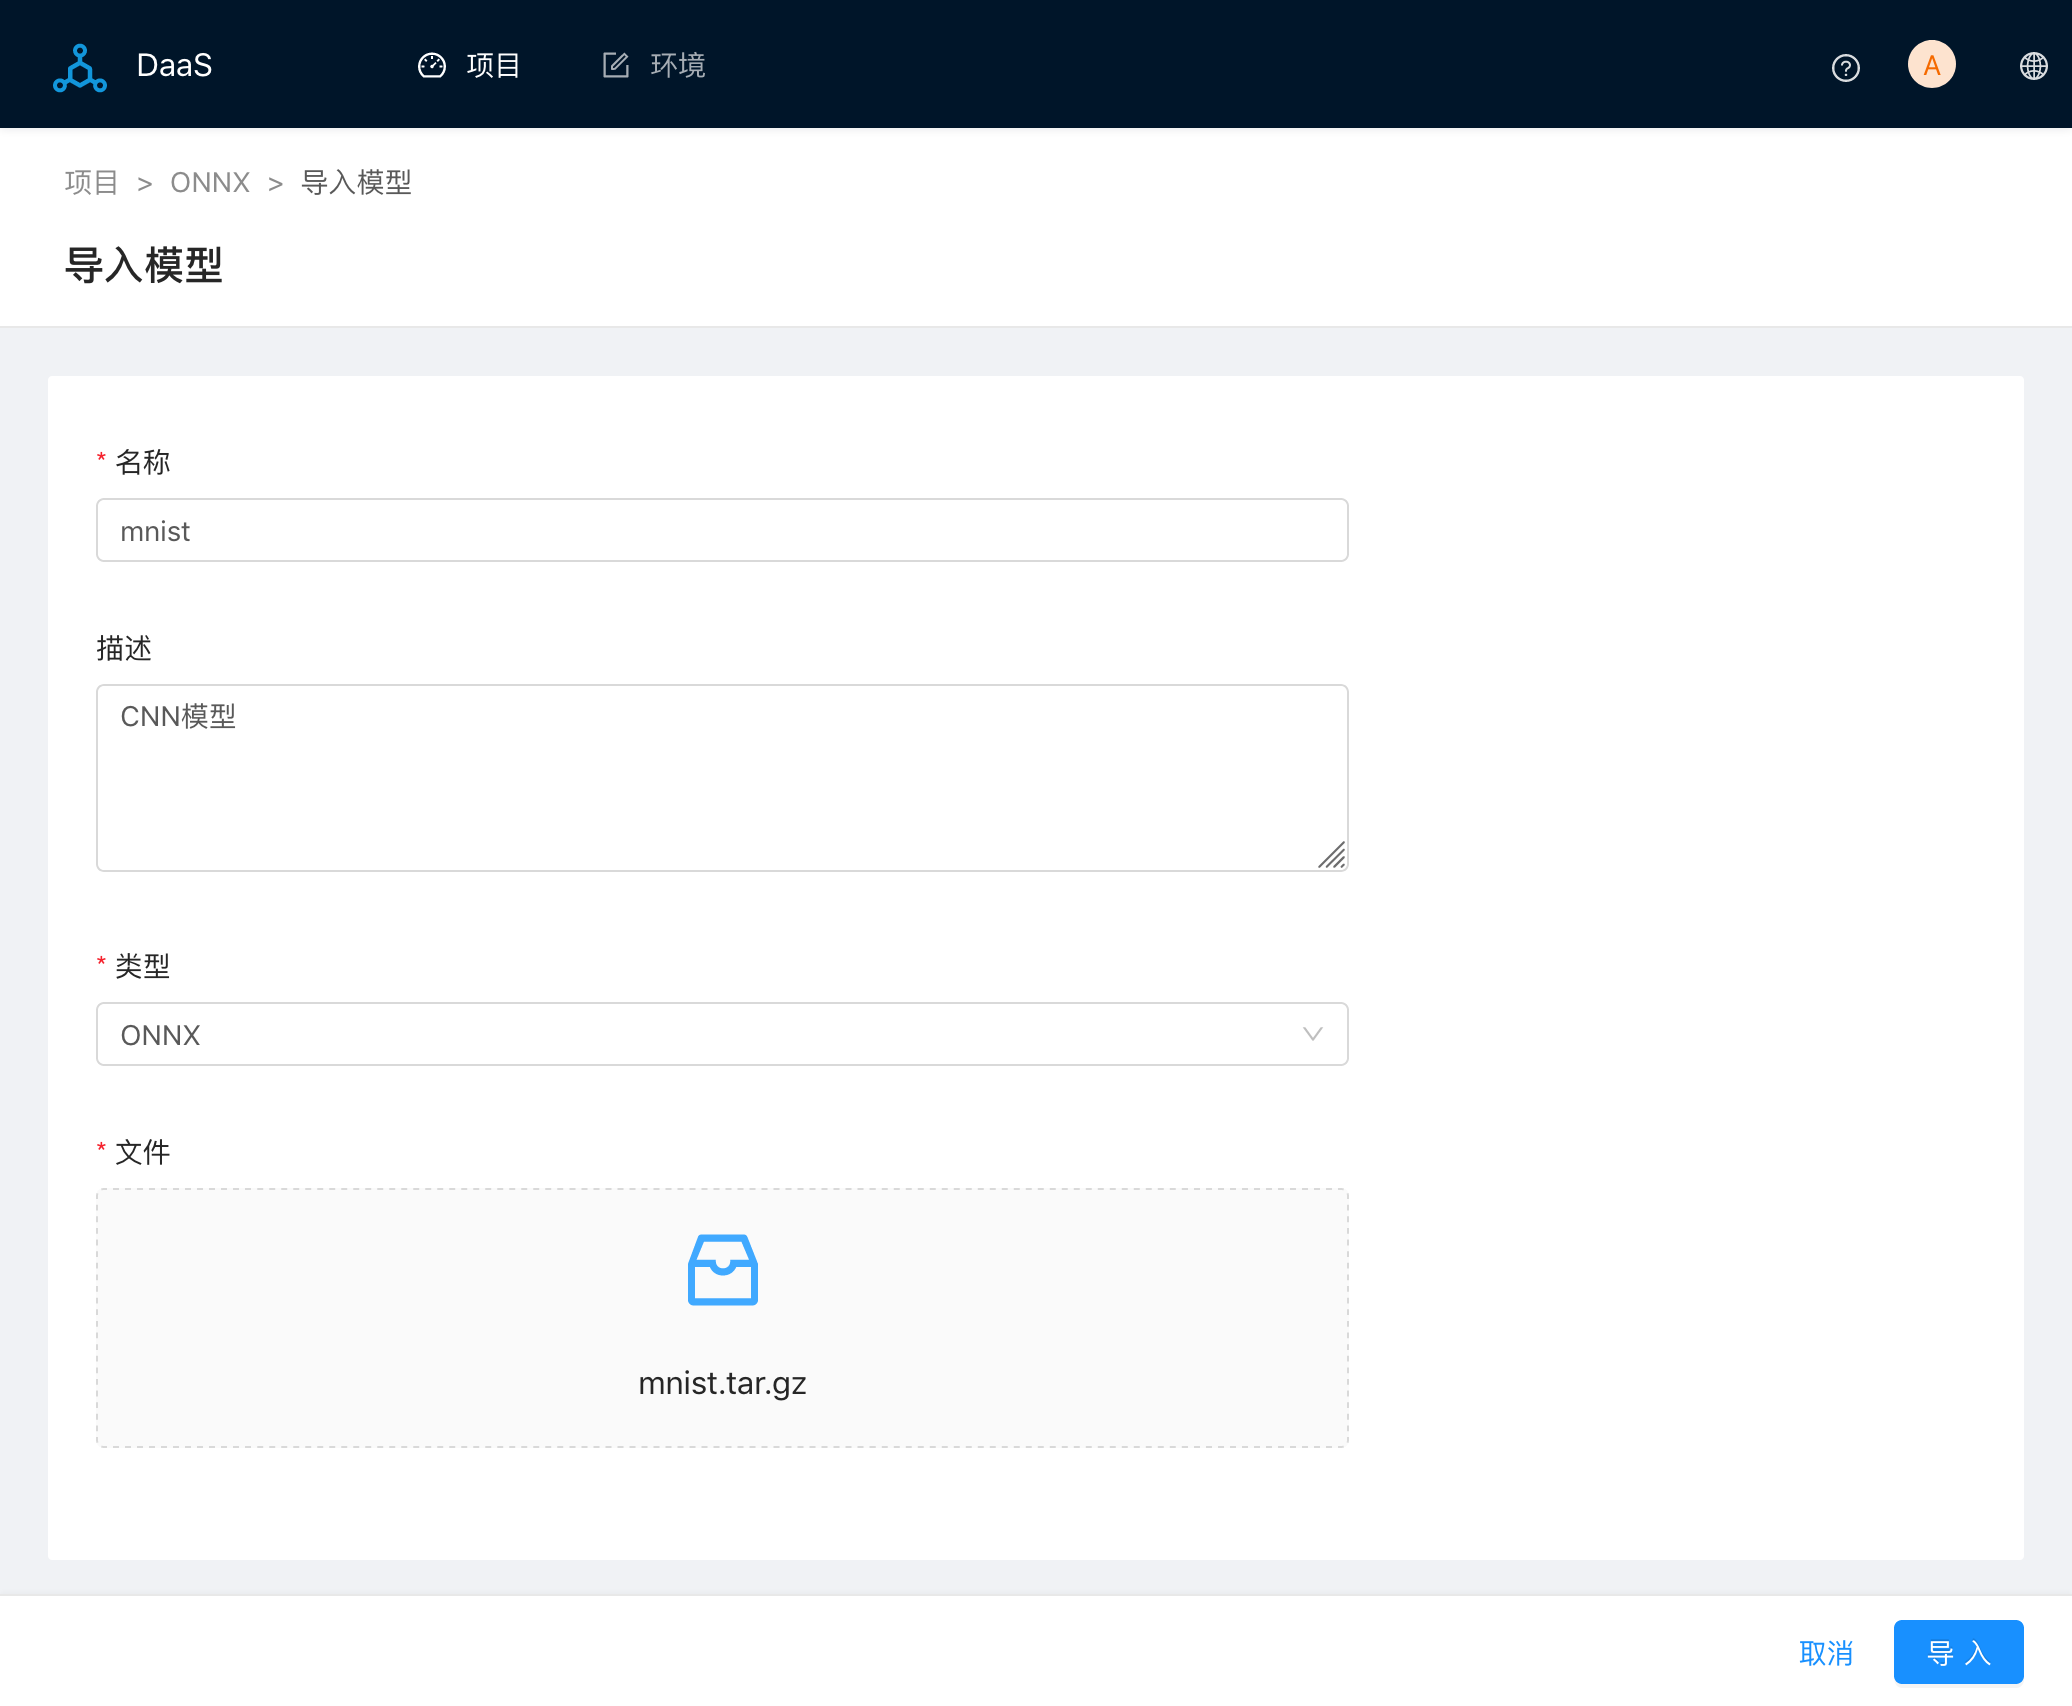 DaaS 项目 环境 A
项目 > ONNX > 导入模型
导入模型
* 名称
mnist
描述
CNN模型
* 类型
ONNX
* 文件
mnist.tar.gz
取消 导 入